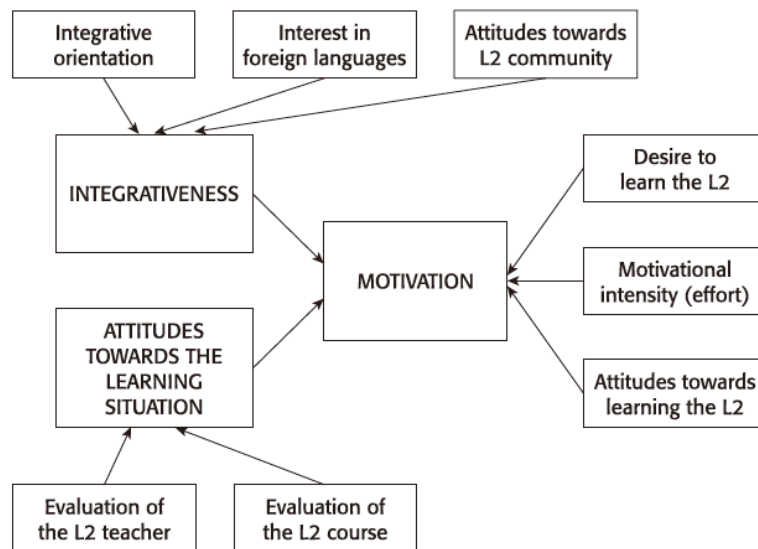 Integrative
orientation
Interest in
foreign languages
Attitudes towards
L2 community
INTEGRATIVENESS
Desire to
learn the L2
MOTIVATION
Motivational
intensity (effort)
ATTITUDES
TOWARDS THE
LEARNING
SITUATION
Attitudes towards
learning the L2
Evaluation of
the L2 teacher
Evaluation of
the L2 course